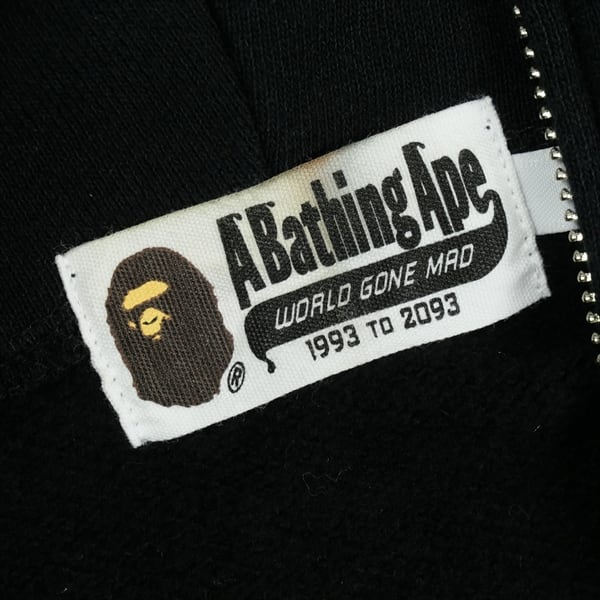 A Bathing Ape
WORLD GONE MAD
1993 TO 2093
®